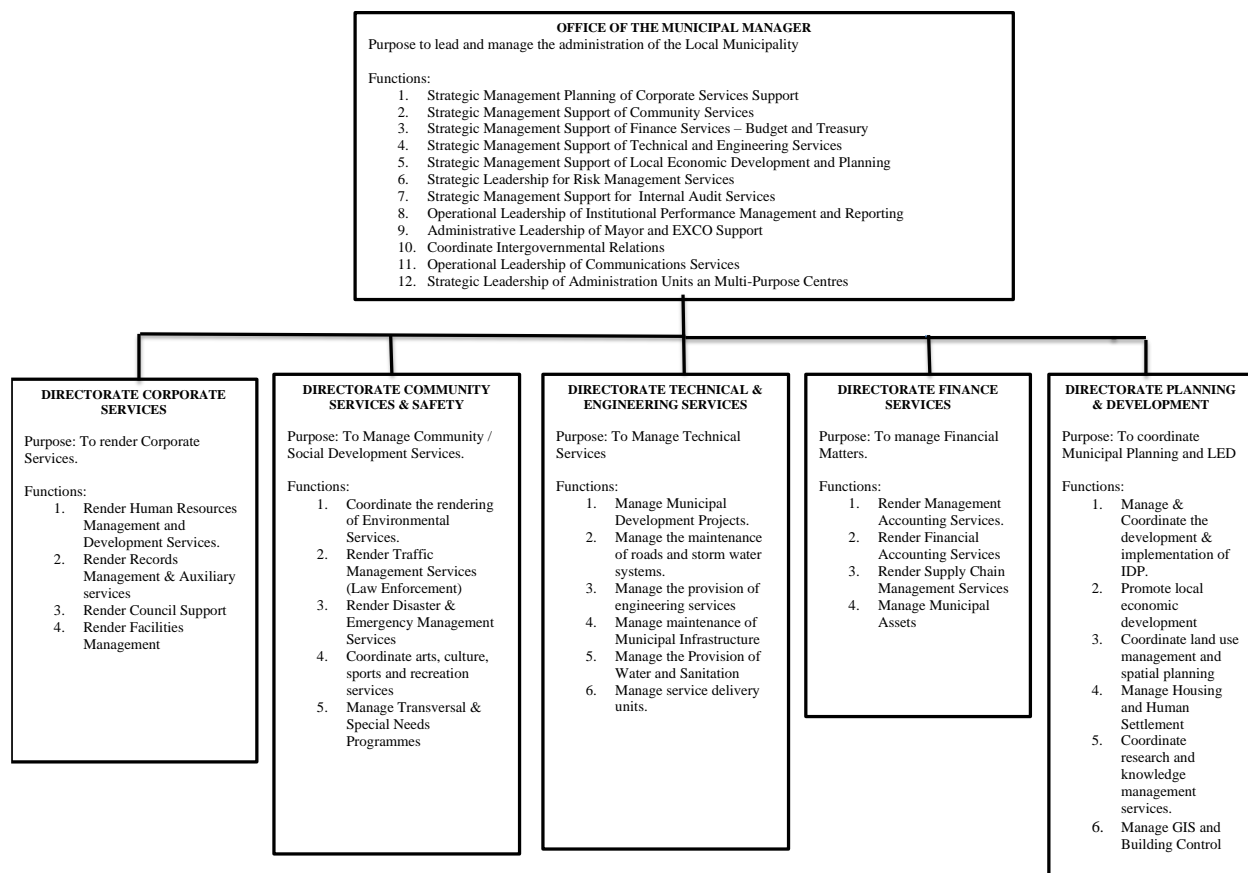 OFFICE OF THE MUNICIPAL MANAGER
Purpose to lead and manage the administration of the Local Municipality
Functions:
1. Strategic Management Planning of Corporate Services Support
2. Strategic Management Support of Community Services
3. Strategic Management Support of Finance Services – Budget and Treasury
4. Strategic Management Support of Technical and Engineering Services
5. Strategic Management Support of Local Economic Development and Planning
6. Strategic Leadership for Risk Management Services
7. Strategic Management Support for Internal Audit Services
8. Operational Leadership of Institutional Performance Management and Reporting
9. Administrative Leadership of Mayor and EXCO Support
10. Coordinate Intergovernmental Relations
11. Operational Leadership of Communications Services
12. Strategic Leadership of Administration Units an Multi-Purpose Centres
DIRECTORATE CORPORATE
SERVICES
Purpose: To render Corporate
Services.
Functions:
1. Render Human Resources
Management and
Development Services.
2. Render Records
Management & Auxiliary
services
3. Render Council Support
4. Render Facilities
Management
DIRECTORATE COMMUNITY
SERVICES & SAFETY
Purpose: To Manage Community /
Social Development Services.
Functions:
1. Coordinate the rendering
of Environmental
Services.
2. Render Traffic
Management Services
(Law Enforcement)
3. Render Disaster &
Emergency Management
Services
4. Coordinate arts, culture,
sports and recreation
services
5. Manage Transversal &
Special Needs
Programmes
DIRECTORATE TECHNICAL &
ENGINEERING SERVICES
Purpose: To Manage Technical
Services
Functions:
1. Manage Municipal
Development Projects.
2. Manage the maintenance
of roads and storm water
systems.
3. Manage the provision of
engineering services
4. Manage maintenance of
Municipal Infrastructure
5. Manage the Provision of
Water and Sanitation
6. Manage service delivery
units.
DIRECTORATE FINANCE
SERVICES
Purpose: To manage Financial
Matters.
Functions:
1. Render Management
Accounting Services.
2. Render Financial
Accounting Services
3. Render Supply Chain
Management Services
4. Manage Municipal
Assets
DIRECTORATE PLANNING
& DEVELOPMENT
Purpose: To coordinate
Municipal Planning and LED
Functions:
1. Manage &
Coordinate the
development &
implementation of
IDP.
2. Promote local
economic
development
3. Coordinate land use
management and
spatial planning
4. Manage Housing
and Human
Settlement
5. Coordinate
research and
knowledge
management
services.
6. Manage GIS and
Building Control